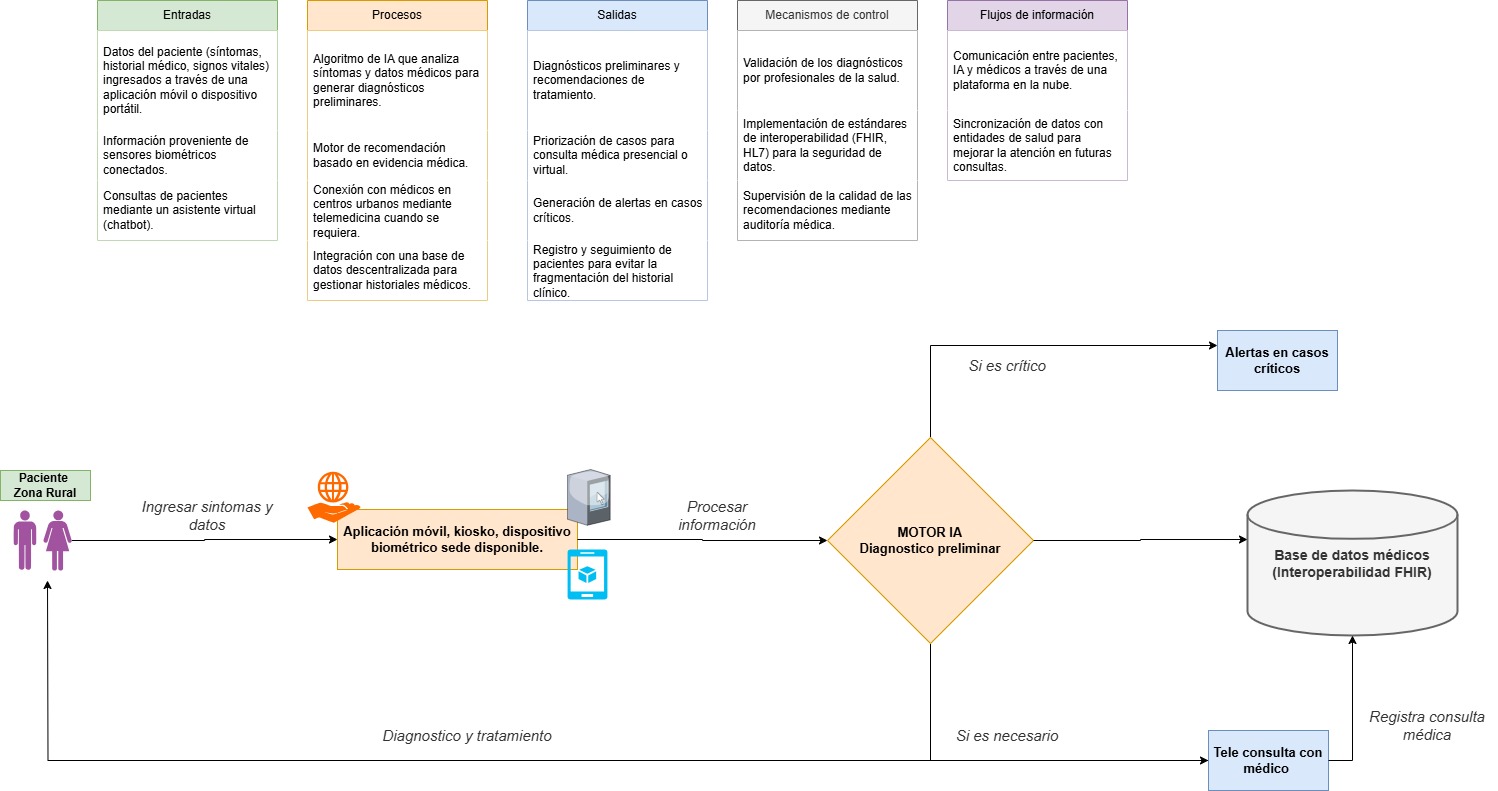 Entradas
Datos del paciente (síntomas,
historial médico, signos vitales)
ingresados a través de una
aplicación móvil o dispositivo
portátil.
Información proveniente de
sensores biométricos
conectados.
Consultas de pacientes
mediante un asistente virtual
(chatbot).
Procesos
Algoritmo de IA que analiza
síntomas y datos médicos para
generar diagnósticos
preliminares.
Motor de recomendación
basado en evidencia médica.
Conexión con médicos en
centros urbanos mediante
telemedicina cuando se
requiera.
Integración con una base de
datos descentralizada para
gestionar historiales médicos.
Salidas
Diagnósticos preliminares y
recomendaciones de
tratamiento.
Priorización de casos para
consulta médica presencial o
virtual.
Generación de alertas en casos
críticos.
Registro y seguimiento de
pacientes para evitar la
fragmentación del historial
clínico.
Mecanismos de control
Validación de los diagnósticos
por profesionales de la salud.
Implementación de estándares
de interoperabilidad (FHIR,
HL7) para la seguridad de
datos.
Supervisión de la calidad de las
recomendaciones mediante
auditoría médica.
Flujos de información
Comunicación entre pacientes,
IA y médicos a través de una
plataforma en la nube.
Sincronización de datos con
entidades de salud para
mejorar la atención en futuras
consultas.
Si es crítico
Alertas en casos
críticos
Paciente
Zona Rural
Ingresar sintomas y
datos
Aplicación móvil, kiosko, dispositivo
biométrico sede disponible.
Procesar
información
MOTOR IA
Diagnostico preliminar
Base de datos médicos
(Interoperabilidad FHIR)
Diagnostico y tratamiento
Si es necesario
Tele consulta con
médico
Registra consulta
médica